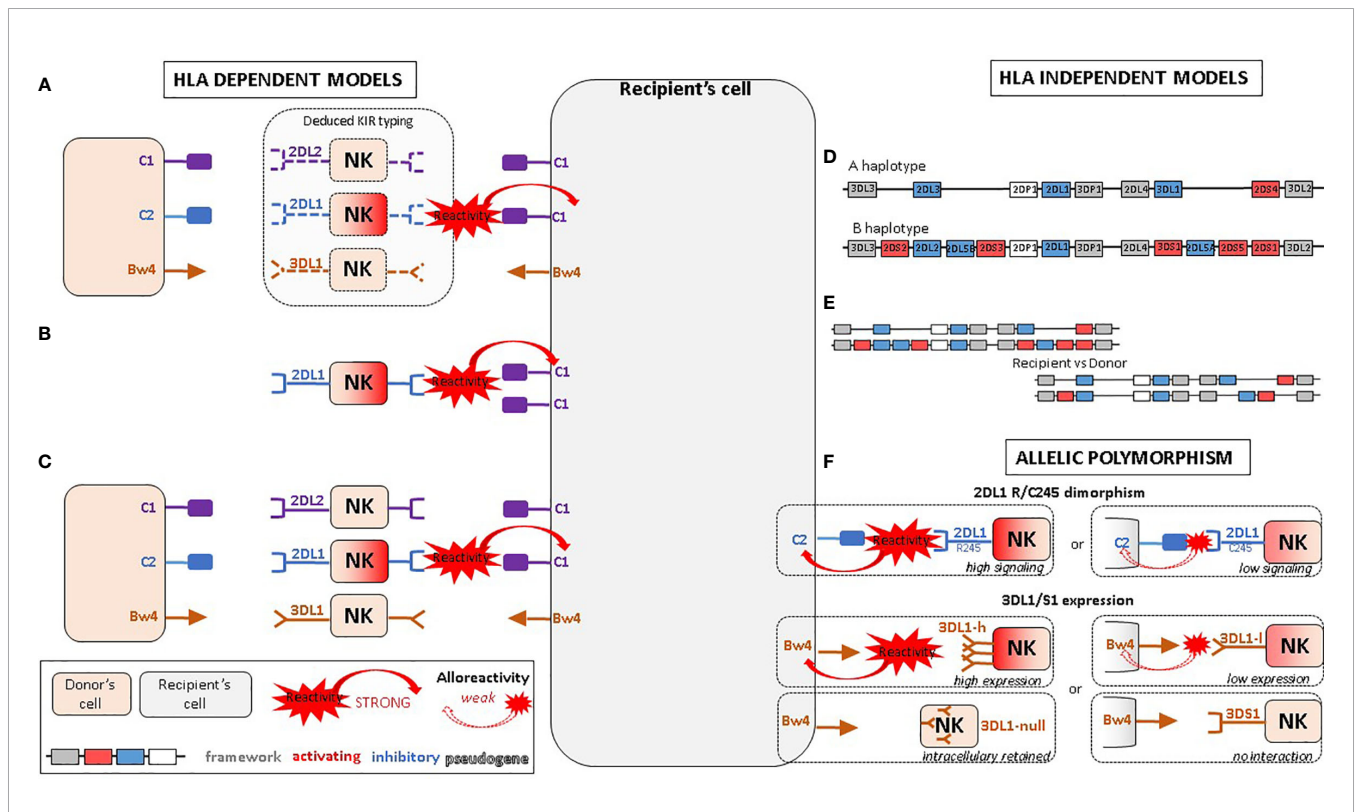 A
HLA DEPENDENT MODELS
Deduced KIR typing
C1
2DL2
NK
C1
C2
2DL1
NK
Reactivity
C1
Bw4
3DL1
NK
Bw4
B
2DL1
NK
Reactivity
C1
C1
C
C1
2DL2
NK
C1
C2
2DL1
NK
Reactivity
C1
Bw4
3DL1
NK
Bw4
Donor's
cell
Recipient's
cell
Reactivity
STRONG
Alloreactivity
weak
framework
activating
inhibitory
pseudogene
Recipient's cell
HLA INDEPENDENT MODELS
D
A haplotype
3DL3 2DL3 2DP1 2DL1 3DP1 2DL4 3DL1 2DS4 3DL2
B haplotype
3DL3 2DS2 2DL2 2DL5B 2DS3 2DP1 2DL1 3DP1 2DL4 3DS1 2DL5A 2DS5 2DS1 3DL2
E
Recipient vs Donor
F
ALLELIC POLYMORPHISM
2DL1 R/C245 dimorphism
C2
Reactivity
2DL1
R245
NK
high signaling
or
C2
2DL1
C245
NK
low signaling
3DL1/S1 expression
Bw4
Reactivity
3DL1-h
NK
high expression
Bw4
3DL1-l
NK
low expression
or
Bw4
NK
3DL1-null
intracellulary retained
Bw4
3DS1
NK
no interaction